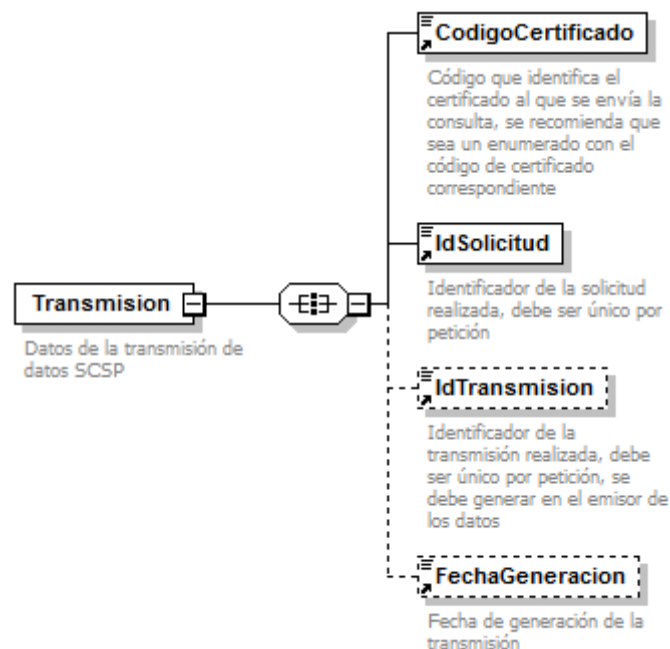 CodigoCertificado
Código que identifica el
certificado al que se envía la
consulta, se recomienda que
sea un enumerado con el
código de certificado
correspondiente
IdSolicitud
Identificador de la solicitud
realizada, debe ser único por
petición
Transmision
Datos de la transmisión de
datos SCSP
IdTransmision
Identificador de la
transmisión realizada, debe
ser único por petición, se
debe generar en el emisor de
los datos
FechaGeneracion
Fecha de generación de la
transmisión